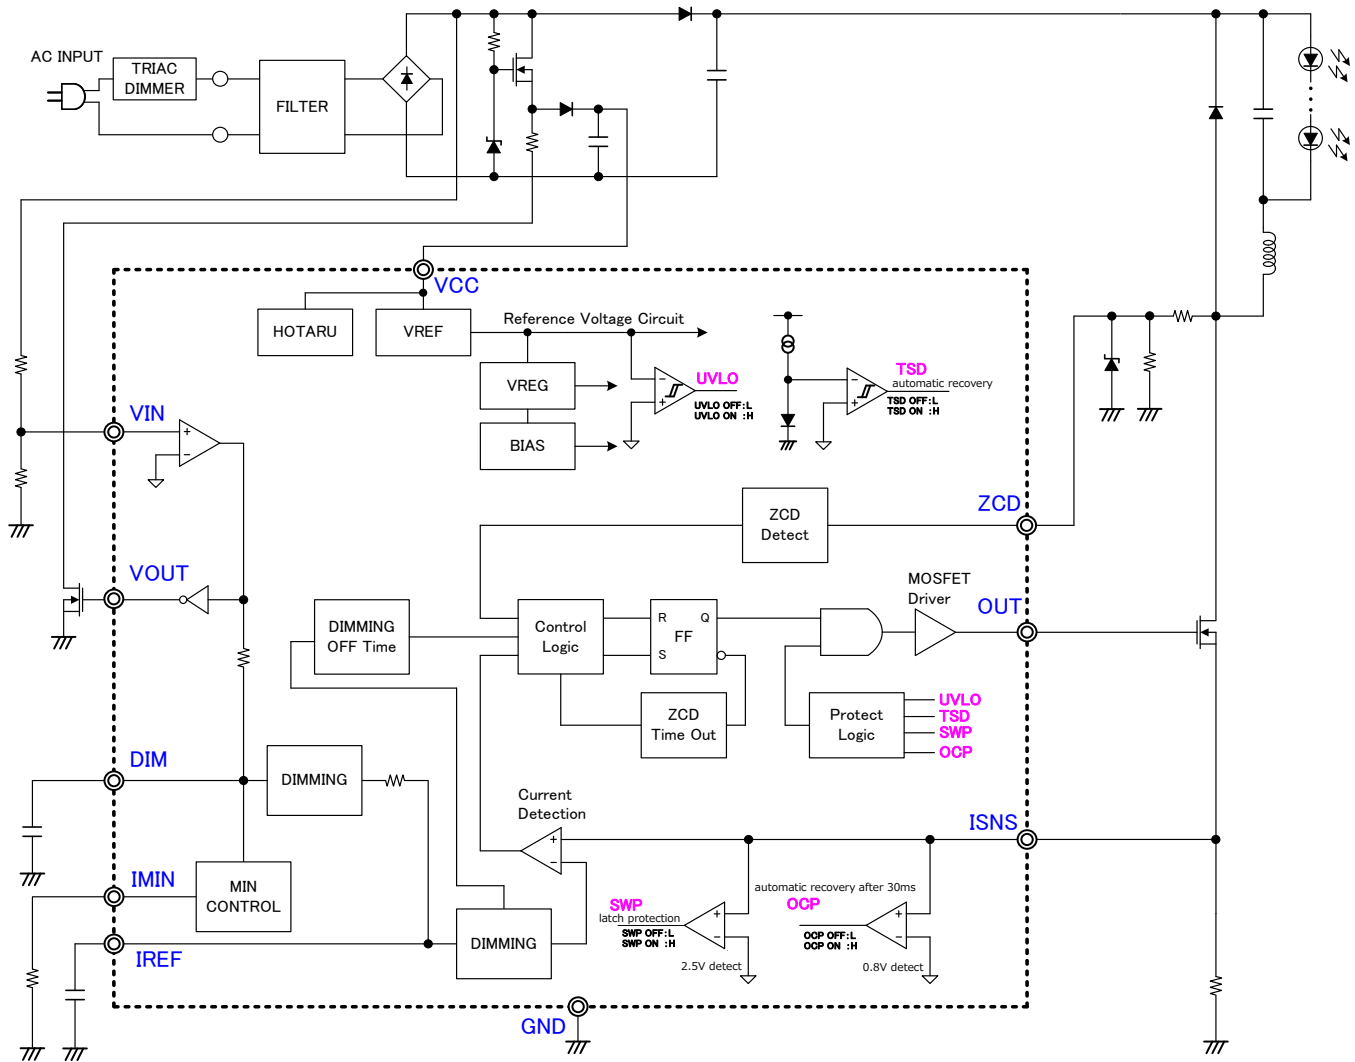 AC INPUT
TRIAC
DIMMER
FILTER
VCC
HOTARU
VREF
Reference Voltage Circuit
VREG
BIAS
UVLO
UVLO OFF:L
UVLO ON :H
TSD
automatic recovery
TSD OFF:L
TSD ON :H
VIN
ZCD
ZCD
Detect
VOUT
MOSFET
Driver
OUT
DIMMING
OFF Time
Control
Logic
R
Q
FF
S
ZCD
Time Out
Protect
Logic
UVLO
TSD
SWP
OCP
DIM
DIMMING
Current
Detection
ISNS
IMIN
MIN
CONTROL
automatic recovery after 30ms
SWP
latch protection
SWP OFF:L
SWP ON :H
OCP
OCP OFF:L
OCP ON :H
IREF
DIMMING
2.5V detect
0.8V detect
GND